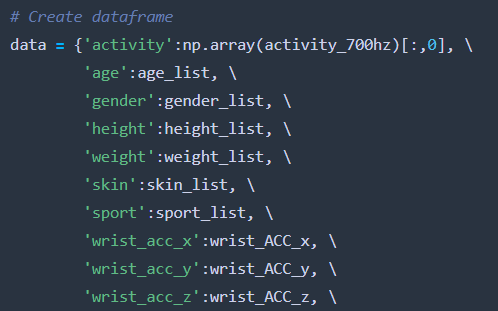 # Create dataframe
data = {'activity':np.array(activity_700hz)[:,0], \
'age':age_list, \
'gender':gender_list, \
'height':height_list, \
'weight':weight_list, \
'skin':skin_list, \
'sport':sport_list, \
'wrist_acc_x':wrist_ACC_x, \
'wrist_acc_y':wrist_ACC_y, \
'wrist_acc_z':wrist_ACC_z, \